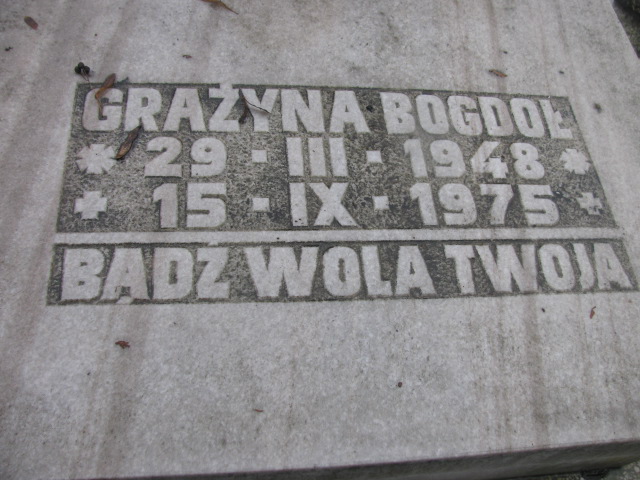 GRAŻYNA BOGDOŁ
* 29 · III · 1948 *
+ 15 · IX · 1975 +
BĄDŹ WOLA TWOJA